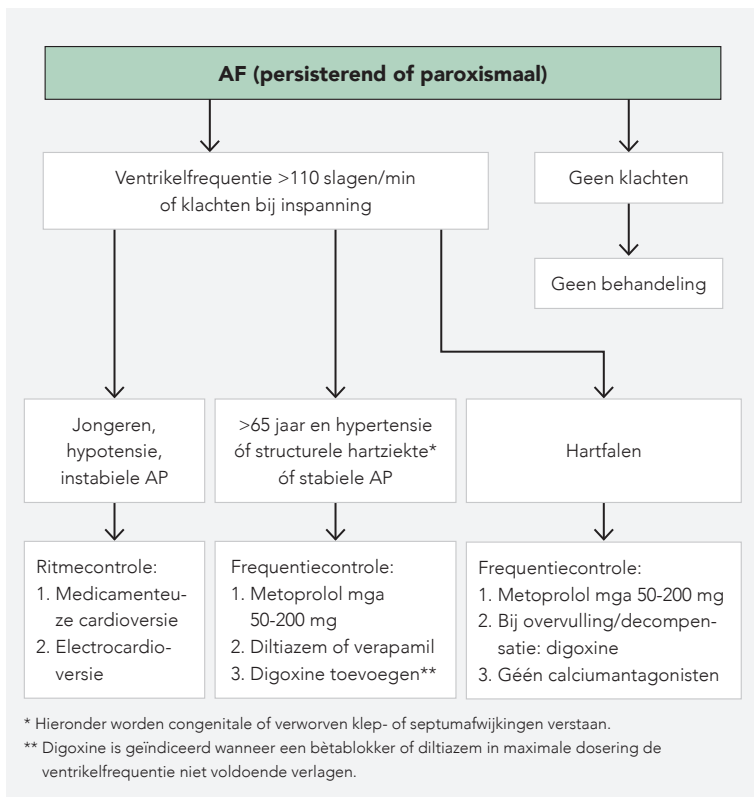 AF (persisterend of paroxismaal)
Ventrikelfrequentie >110 slagen/min
of klachten bij inspanning
Geen klachten
Geen behandeling
Jongeren,
hypotensie,
instabiele AP
>65 jaar en hypertensie
óf structurele hartziekte*
óf stabiele AP
Hartfalen
Ritmecontrole:
1. Medicamenteu-
ze cardioversie
2. Electrocardio-
versie
Frequentiecontrole:
1. Metoprolol mga
50-200 mg
2. Diltiazem of verapamil
3. Digoxine toevoegen**
Frequentiecontrole:
1. Metoprolol mga 50-200 mg
2. Bij overvulling/decompen-
satie: digoxine
3. Géén calciumantagonisten
* Hieronder worden congenitale of verworven klep- of septumafwijkingen verstaan.
** Digoxine is geïndiceerd wanneer een bètablokker of diltiazem in maximale dosering de
ventrikelfrequentie niet voldoende verlagen.